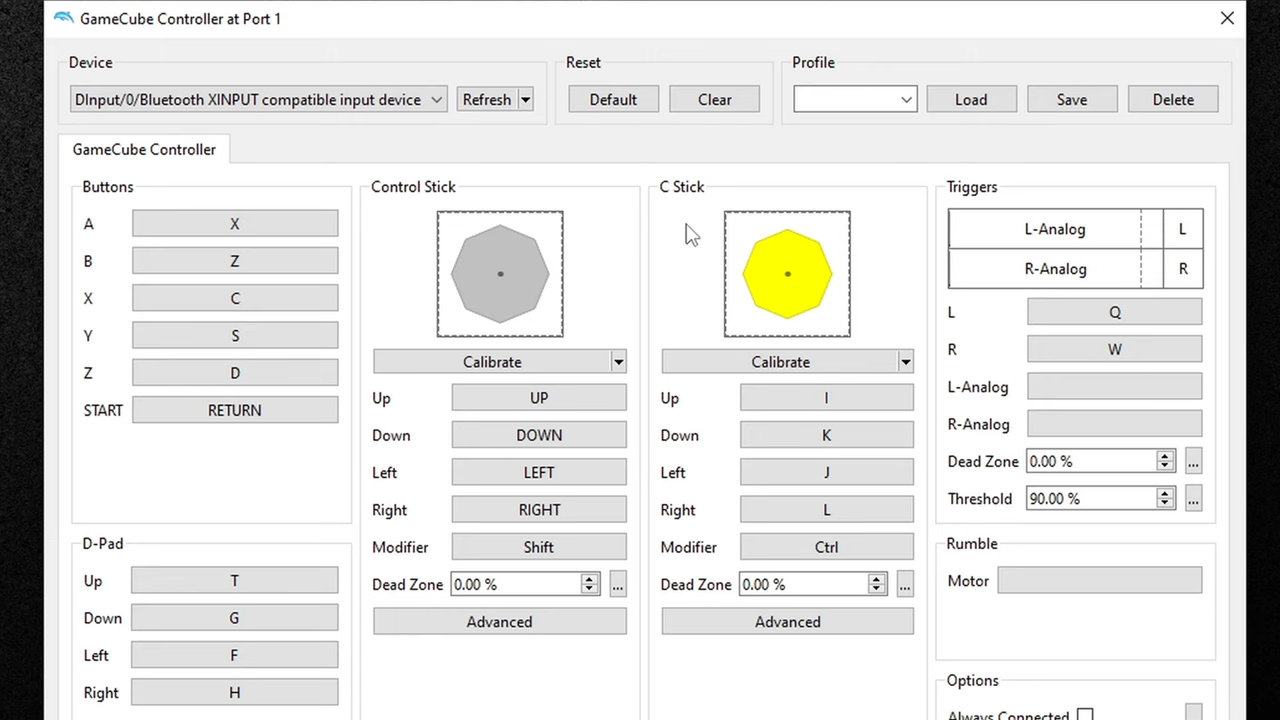 GameCube Controller at Port 1
Device
DInput/0/Bluetooth XINPUT compatible input device
Refresh
Reset
Default
Clear
Profile
Load
Save
Delete
GameCube Controller
Buttons
A X
B Z
X C
Y S
Z D
START RETURN
D-Pad
Up T
Down G
Left F
Right H
Control Stick
Calibrate
Up UP
Down DOWN
Left LEFT
Right RIGHT
Modifier Shift
Dead Zone 0.00 % ...
Advanced
C Stick
Calibrate
Up I
Down K
Left J
Right L
Modifier Ctrl
Dead Zone 0.00 % ...
Advanced
Triggers
L-Analog L
R-Analog R
L Q
R W
L-Analog
R-Analog
Dead Zone 0.00 % ...
Threshold 90.00 % ...
Rumble
Motor
Options
Always Connected